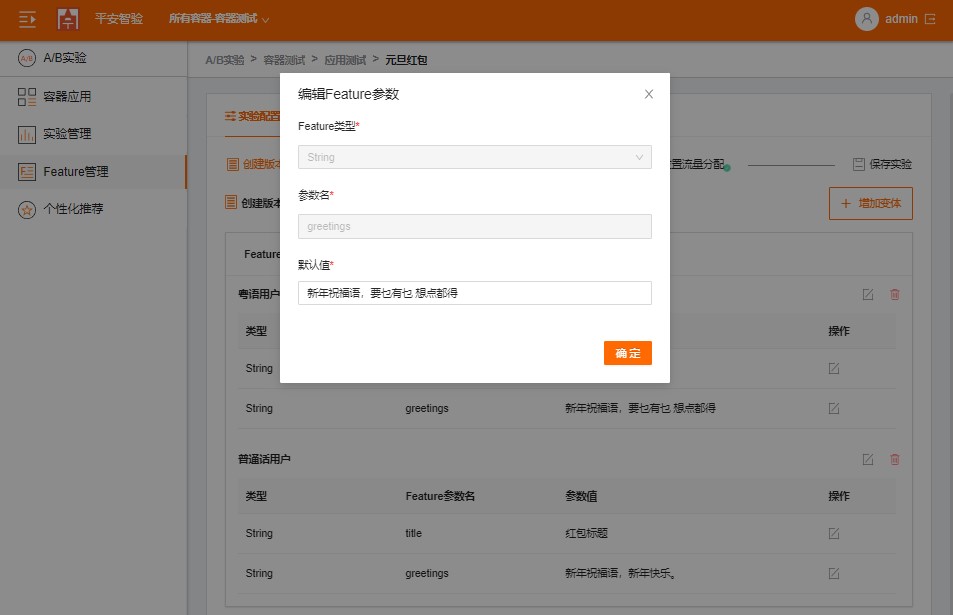 平安智验
所有容器-容器测试
admin
A/B A/B实验
容器应用
实验管理
Feature管理
个性化推荐
A/B实验 > 容器测试 > 应用测试 > 元旦红包
编辑Feature参数
Feature类型*
String
参数名*
greetings
默认值*
新年祝福语，要乜有乜 想点都得
确 定
实验配置
创建版本
置流量分配
保存实验
创建版本
增加变体
Feature
粤语用户
类型
操作
String
String
greetings
新年祝福语，要乜有乜 想点都得
普通话用户
类型
Feature参数名
参数值
操作
String
title
红包标题
String
greetings
新年祝福语，新年快乐。